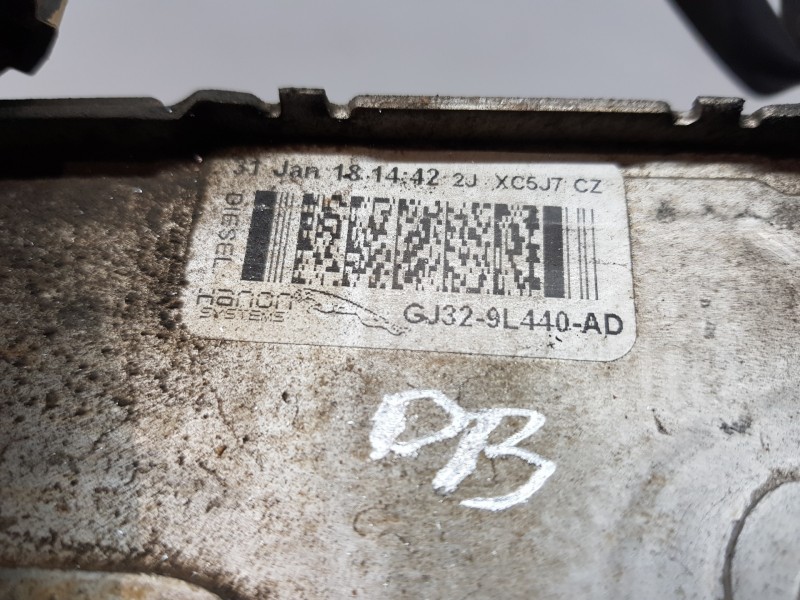 31 Jan 18 14:42 2J XC5J7 CZ
DIESEL
Hanon
SYSTEMS
GJ32-9L440-AD
DB